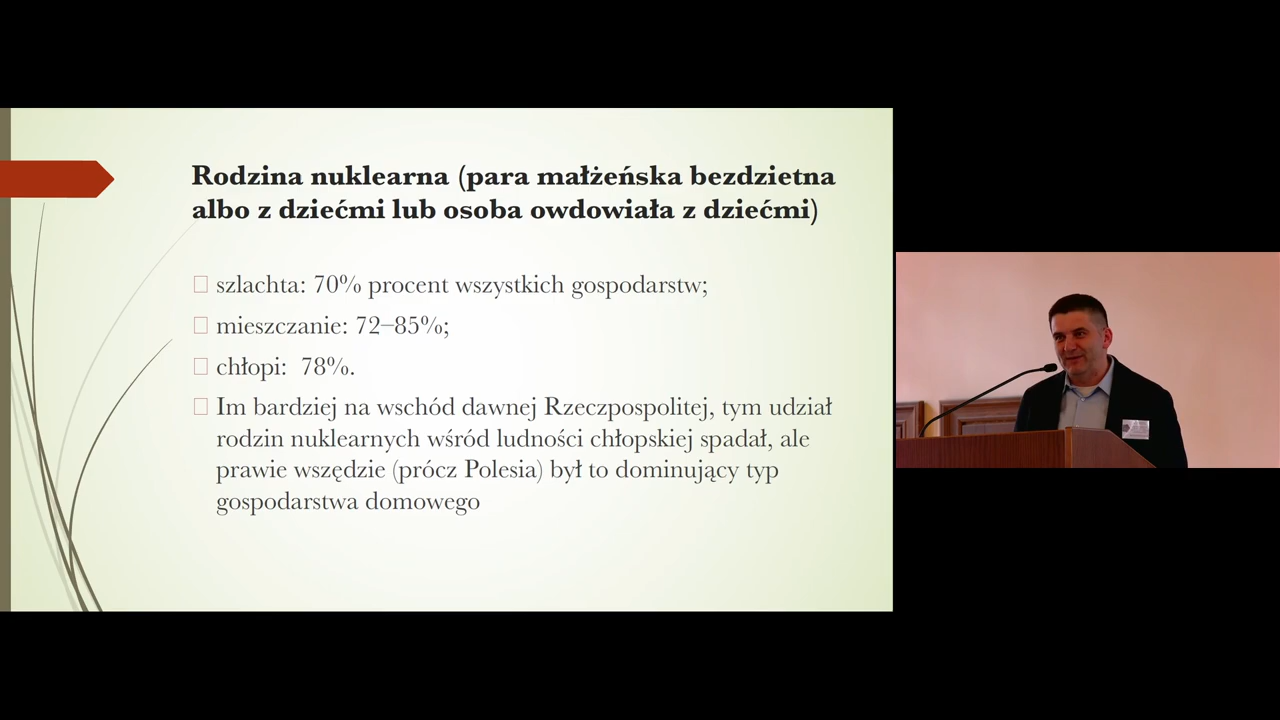 Rodzina nuklearna (para małżeńska bezdzietna
albo z dziećmi lub osoba owdowiała z dziećmi)
szlachta: 70% procent wszystkich gospodarstw;
mieszczanie: 72–85%;
chłopi: 78%.
Im bardziej na wschód dawnej Rzeczpospolitej, tym udział
rodzin nuklearnych wśród ludności chłopskiej spadał, ale
prawie wszędzie (prócz Polesia) był to dominujący typ
gospodarstwa domowego